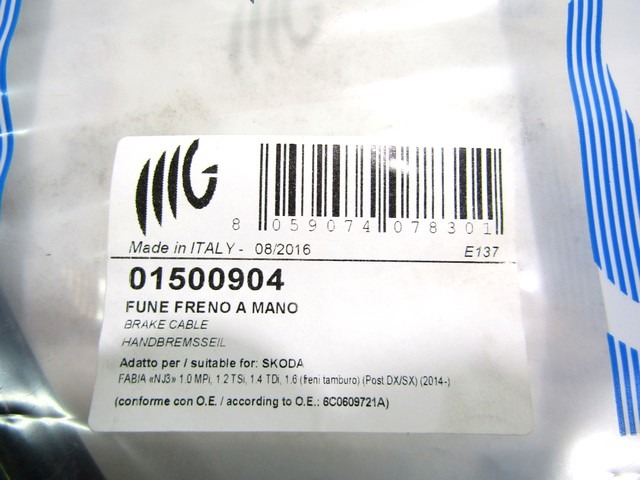 MG
8 059074 078301
Made in ITALY - 08/2016 E137
01500904
FUNE FRENO A MANO
BRAKE CABLE
HANDBREMSSEIL
Adatto per / suitable for: SKODA
FABIA «NJ3» 1.0 MPi, 1.2 TSi, 1.4 TDi, 1.6 (freni tamburo) (Post.DX/SX) (2014-)
(conforme con O.E. / according to O.E.: 6C0609721A)